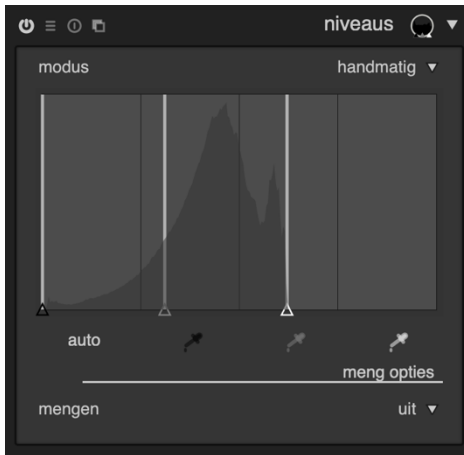 niveaus
modus handmatig
auto
meng opties
mengen uit